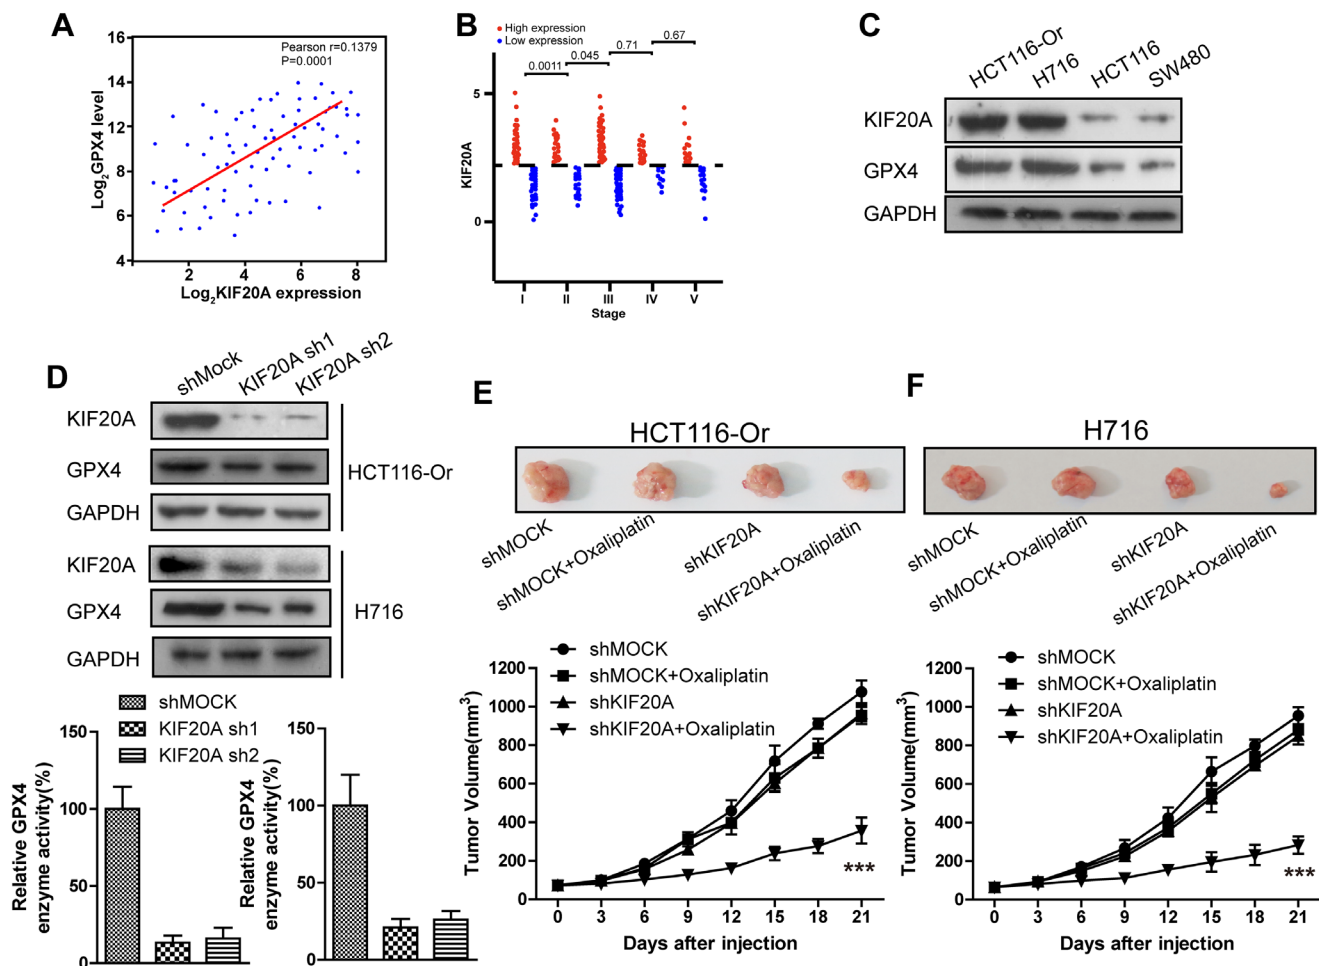 A
Pearson r=0.1379
P=0.0001
Log2GPX4 level
16
14
12
10
8
6
4
2
4
6
8
Log2KIF20A expression
B
High expression
Low expression
0.0011
0.045
0.71
0.67
KIF20A
5
0
I
II
III
IV
V
Stage
C
HCT116-Or
H716
HCT116
SW480
KIF20A
GPX4
GAPDH
D
shMock
KIF20A sh1
KIF20A sh2
KIF20A
GPX4
GAPDH
HCT116-Or
KIF20A
GPX4
GAPDH
H716
shMOCK
KIF20A sh1
KIF20A sh2
Relative GPX4
enzyme activity(%)
150
100
50
0
Relative GPX4
enzyme activity(%)
150
100
50
0
E
HCT116-Or
shMOCK
shMOCK+Oxaliplatin
shKIF20A
shKIF20A+Oxaliplatin
shMOCK
shMOCK+Oxaliplatin
shKIF20A
shKIF20A+Oxaliplatin
Tumor Volume(mm3)
1200
1000
800
600
400
200
0
***
0
3
6
9
12
15
18
21
Days after injection
F
H716
shMOCK
shMOCK+Oxaliplatin
shKIF20A
shKIF20A+Oxaliplatin
shMOCK
shMOCK+Oxaliplatin
shKIF20A
shKIF20A+Oxaliplatin
Tumor Volume(mm3)
1200
1000
800
600
400
200
0
***
0
3
6
9
12
15
18
21
Days after injection